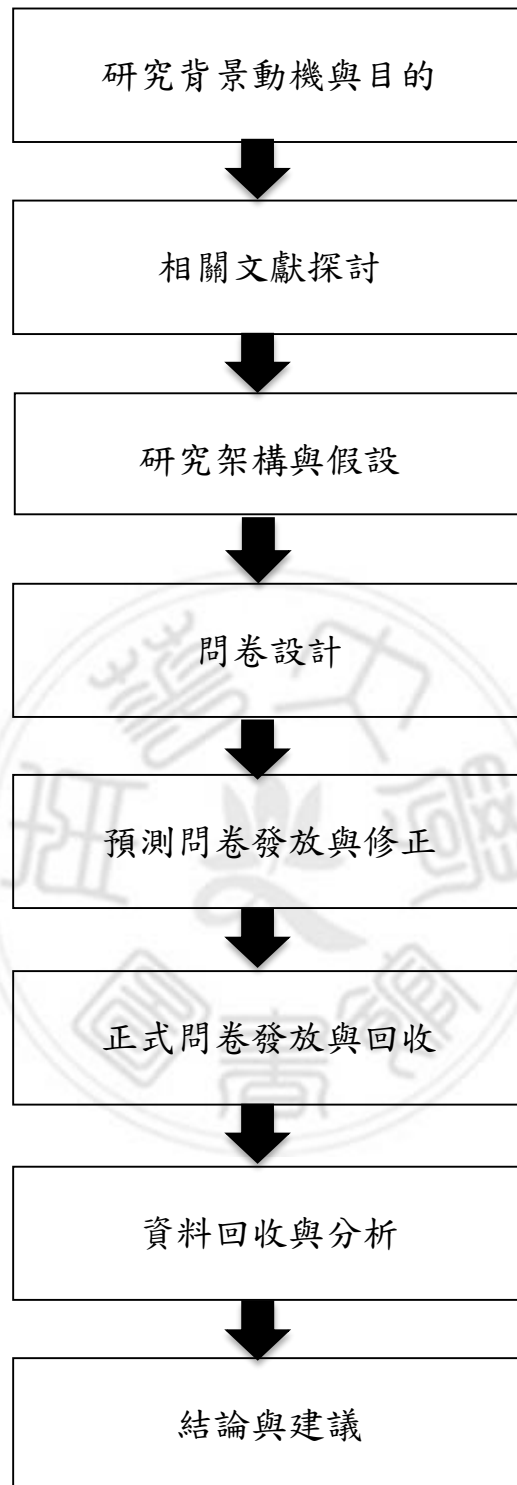 研究背景動機與目的
相關文獻探討
研究架構與假設
問卷設計
預測問卷發放與修正
正式問卷發放與回收
資料回收與分析
結論與建議